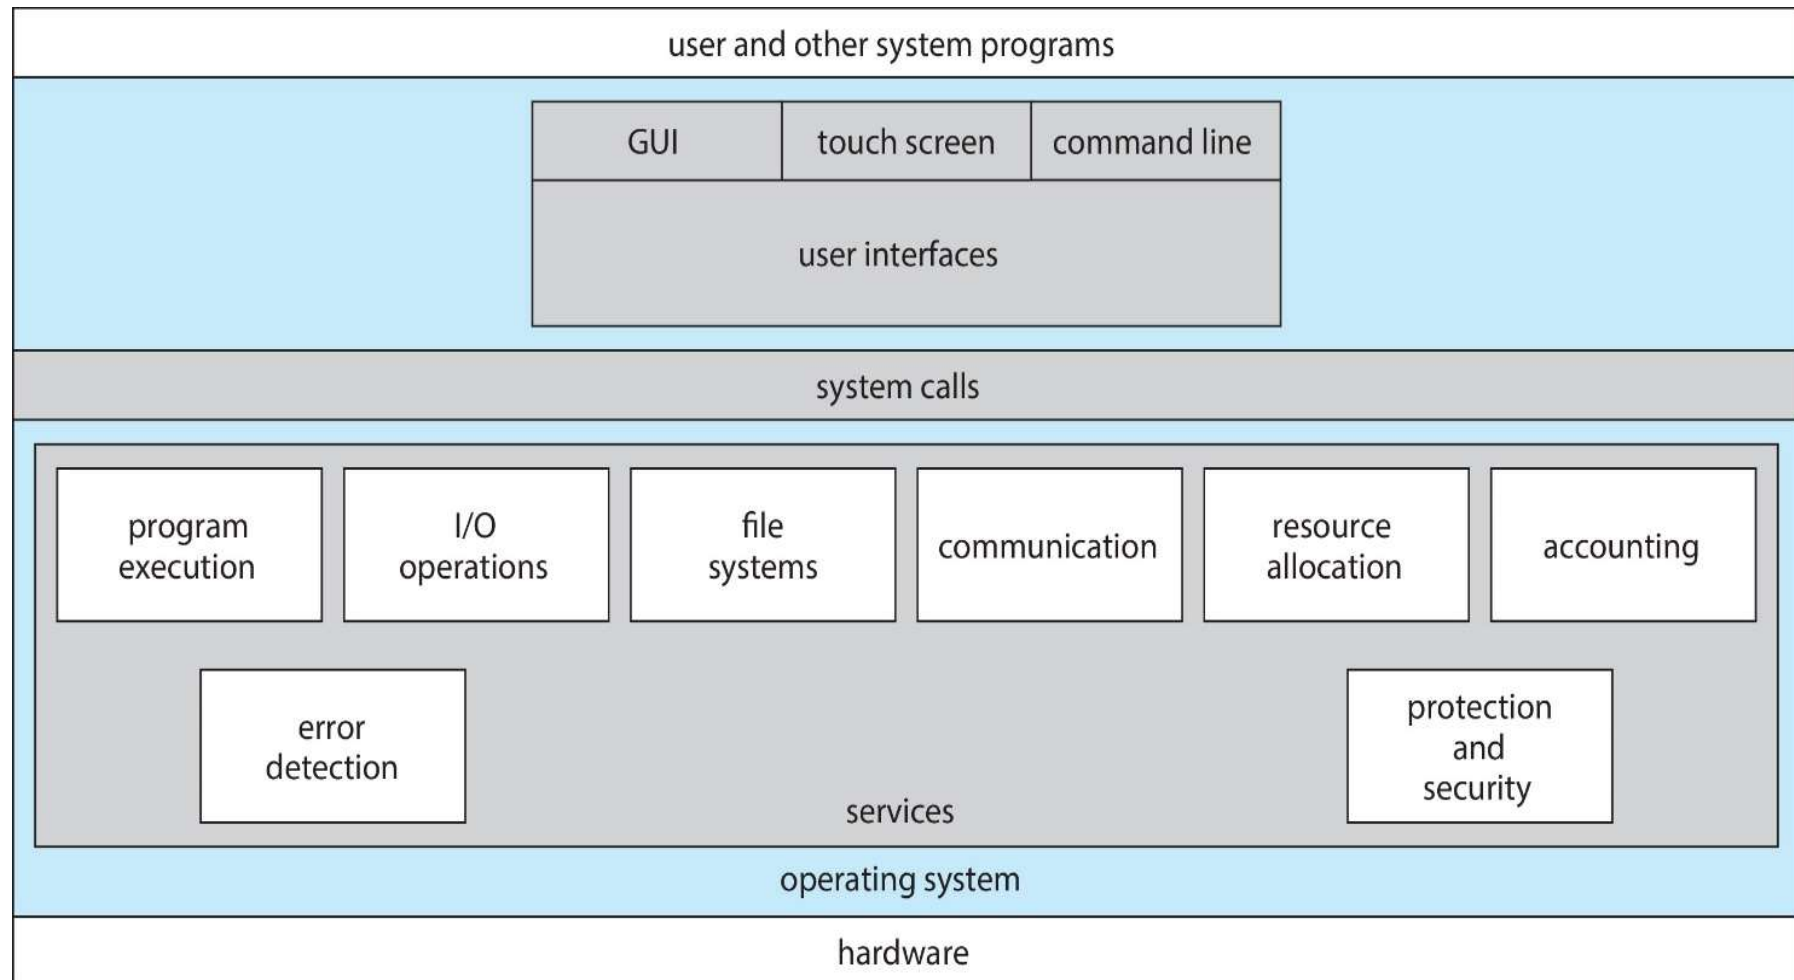 user and other system programs
GUI
touch screen
command line
user interfaces
system calls
program
execution
I/O
operations
file
systems
communication
resource
allocation
accounting
error
detection
protection
and
security
services
operating system
hardware